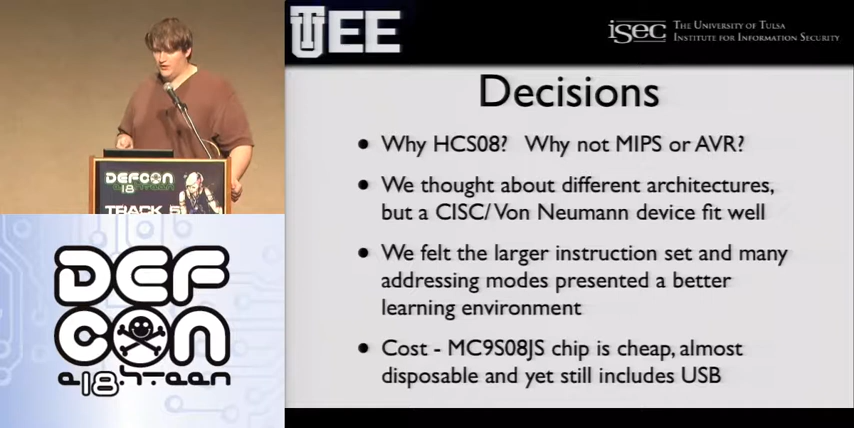 UTEE
isec THE UNIVERSITY OF TULSA
INSTITUTE FOR INFORMATION SECURITY
Decisions
• Why HCS08? Why not MIPS or AVR?
• We thought about different architectures,
but a CISC/Von Neumann device fit well
• We felt the larger instruction set and many
addressing modes presented a better
learning environment
• Cost - MC9S08JS chip is cheap, almost
disposable and yet still includes USB
DEFCON
18
TRACK 5
DEF
CON
e18hteen